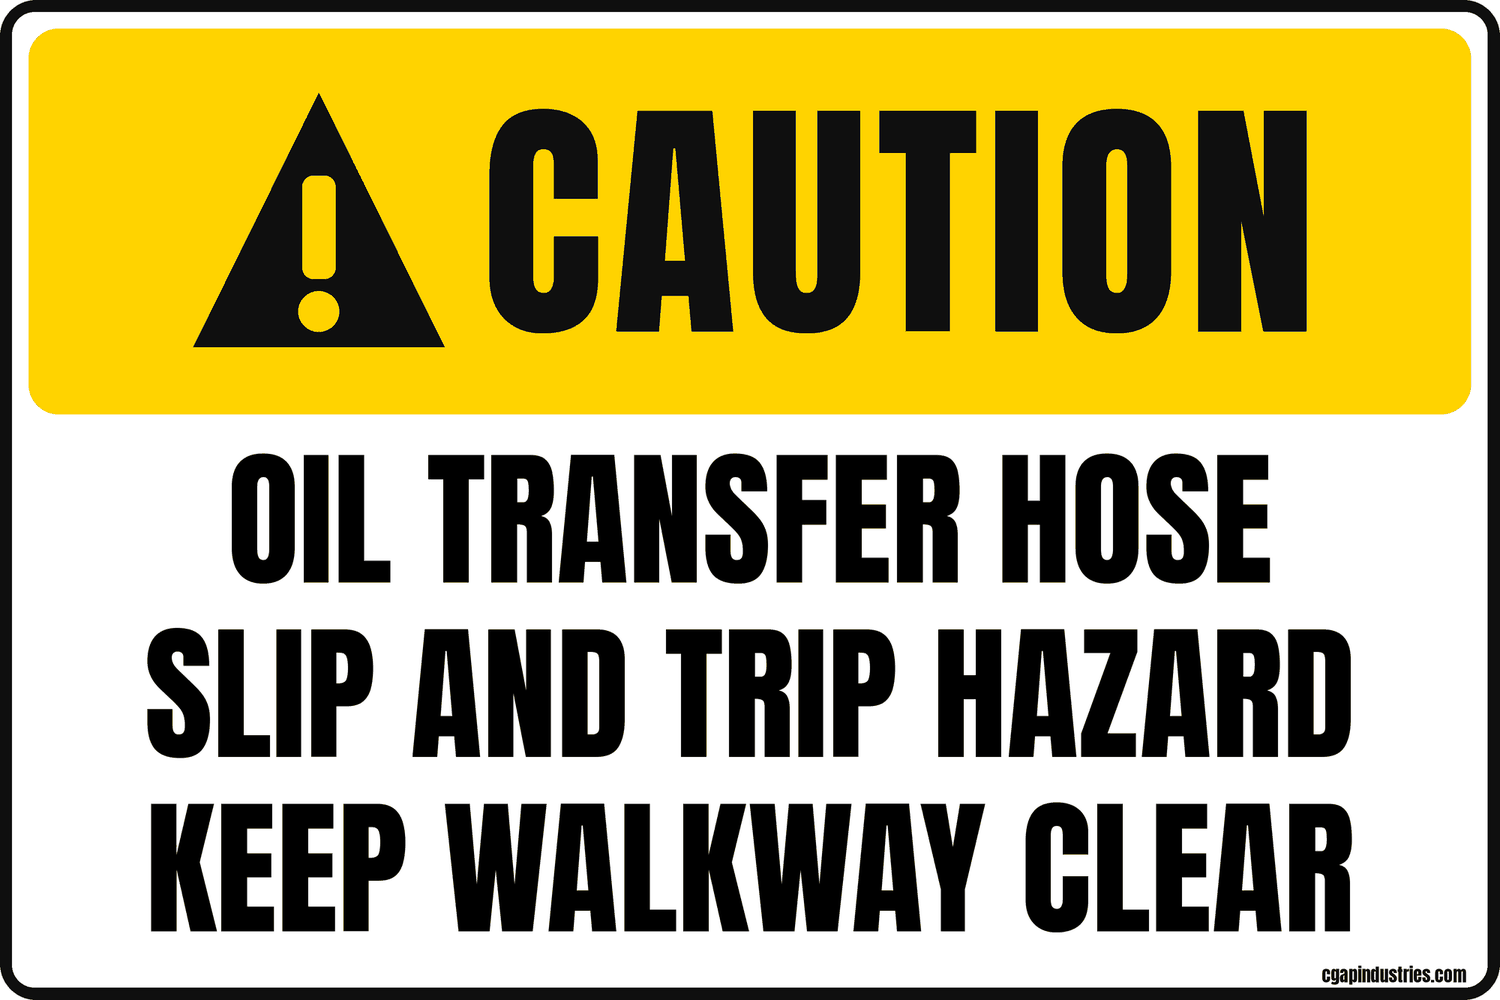 CAUTION
OIL TRANSFER HOSE
SLIP AND TRIP HAZARD
KEEP WALKWAY CLEAR
cgapindustries.com